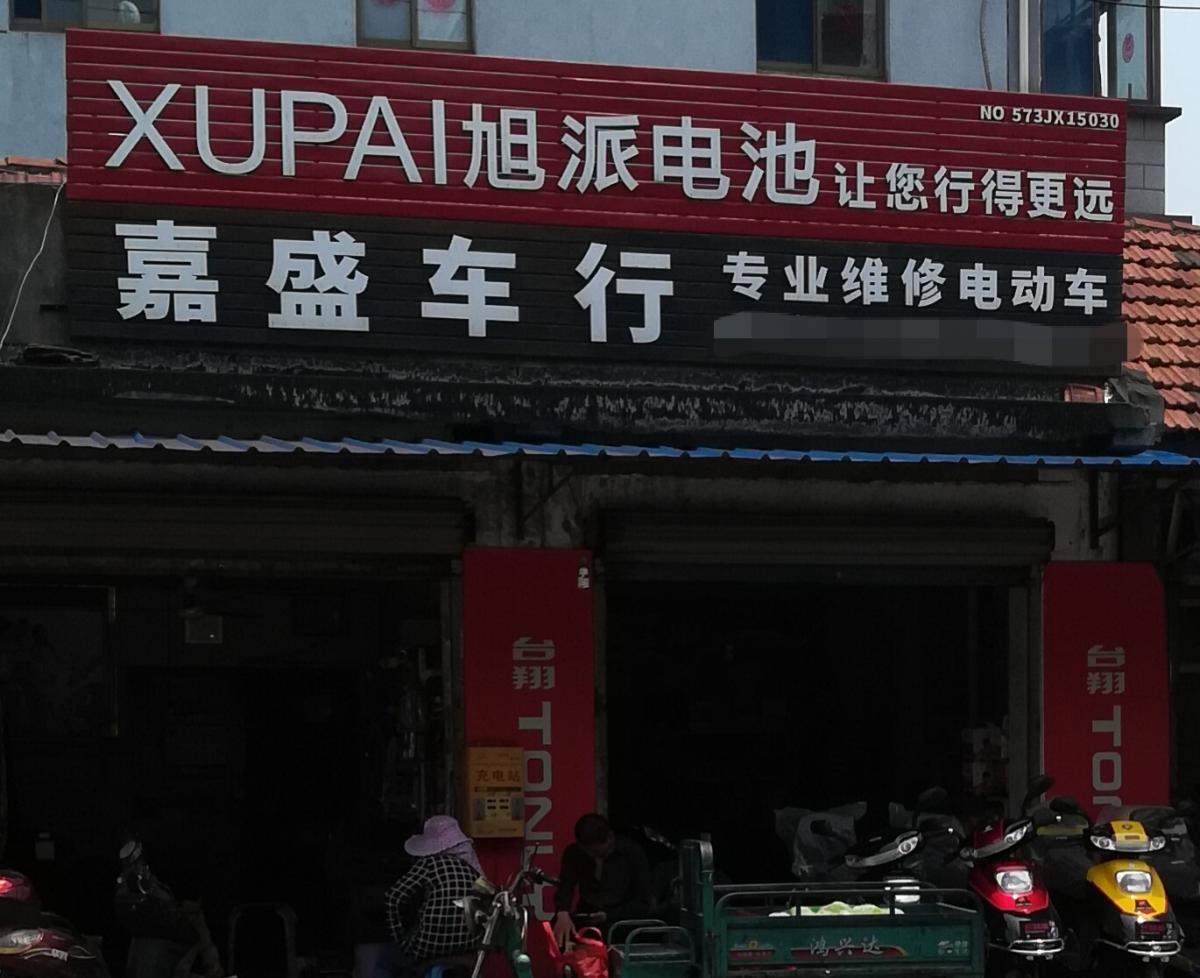 NO 573JX15030
XUPAI旭派电池 让您行得更远
嘉盛车行 专业维修电动车
台翔
台翔
充电站
鸿兴达